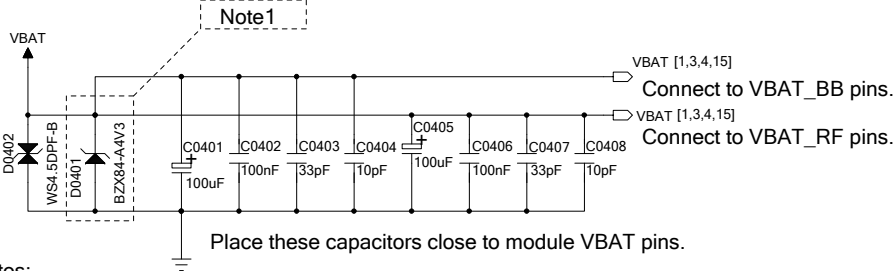 Note1
VBAT
VBAT [1,3,4,15]
Connect to VBAT_BB pins.
VBAT [1,3,4,15]
Connect to VBAT_RF pins.
D0402
WS4.5DPF-B
D0401
BZX84-A4V3
C0401
100uF
C0402
100nF
C0403
33pF
C0404
10pF
C0405
100uF
C0406
100nF
C0407
33pF
C0408
10pF
Place these capacitors close to module VBAT pins.